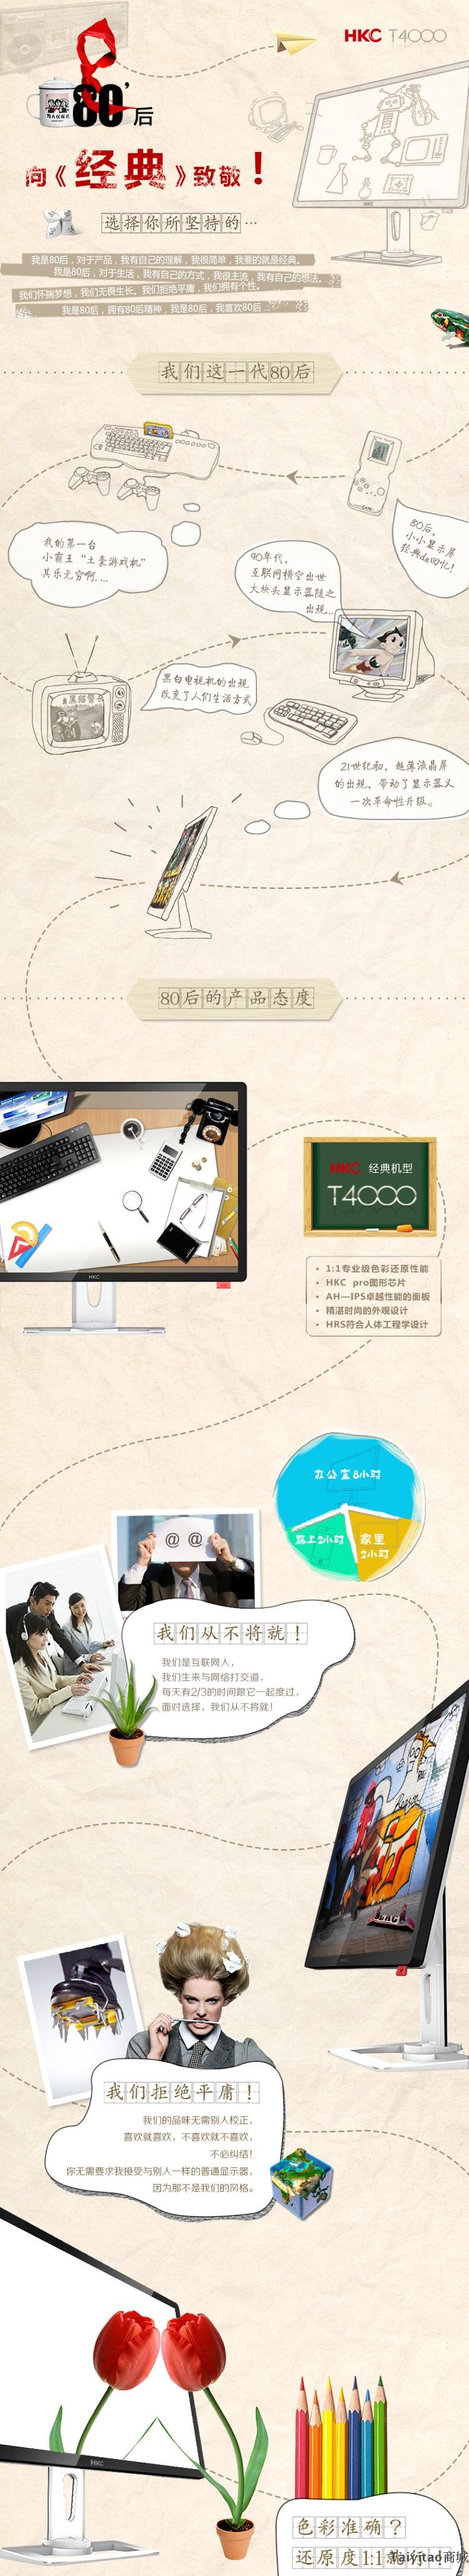 HKC T4000
80'后
向《经典》致敬！
选择你所坚持的…
我是80后，对于产品，我有自己的理解，我很简单，我要的就是经典。
我是80后，对于生活，我有自己的方式，我很主流，我有自己的想法。
我们怀揣梦想，我们无畏生长。我们拒绝平庸，我们拥有个性。
我是80后，拥有80后精神，我是80后，我喜欢80后…
我们这一代80后
80后，
小小显示屏
经典de回忆！
我的第一台
小霸王“土豪游戏机”
其乐无穷啊....
90年代，
互联网横空出世
大块头显示器随之
出现...
黑白电视机的出现
改变了人们生活方式
21世纪初，超薄液晶屏
的出现，带动了显示器又
一次革命性升级。
80后的产品态度
HKC 经典机型
T4000
HKC
• 1:1专业级色彩还原性能
• HKC pro图形芯片
• AH—IPS卓越性能的面板
• 精湛时尚的外观设计
• HRS符合人体工程学设计
办公室8小时
路上2小时
家里
2小时
@ @
我们从不将就！
我们是互联网人，
我们生来与网络打交道，
每天有2/3的时间跟它一起度过，
面对选择，我们从不将就！
我们拒绝平庸！
我们的品味无需别人校正，
喜欢就喜欢，不喜欢就不喜欢，
不必纠结！
你无需要求我接受与别人一样的普通显示器，
因为那不是我们的风格。
HKC
色彩准确？
还原度1:1
Taiyitao商城